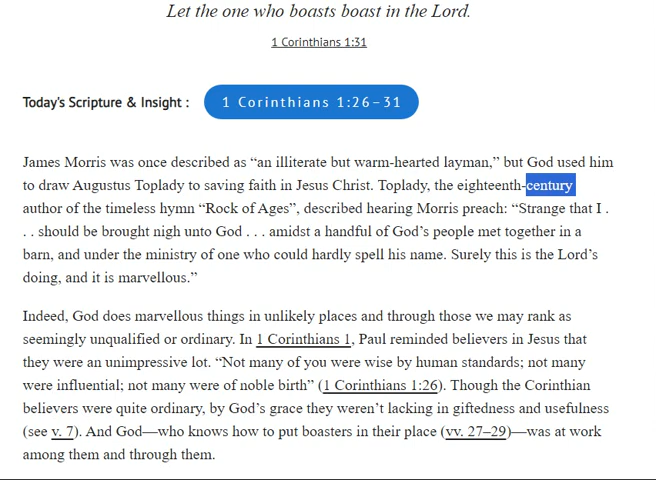 Let the one who boasts boast in the Lord.
1 Corinthians 1:31
Today's Scripture & Insight : 1 Corinthians 1:26–31
James Morris was once described as “an illiterate but warm-hearted layman,” but God used him
to draw Augustus Toplady to saving faith in Jesus Christ. Toplady, the eighteenth-century
author of the timeless hymn “Rock of Ages”, described hearing Morris preach: “Strange that I .
. . should be brought nigh unto God . . . amidst a handful of God’s people met together in a
barn, and under the ministry of one who could hardly spell his name. Surely this is the Lord’s
doing, and it is marvellous.”
Indeed, God does marvellous things in unlikely places and through those we may rank as
seemingly unqualified or ordinary. In 1 Corinthians 1, Paul reminded believers in Jesus that
they were an unimpressive lot. “Not many of you were wise by human standards; not many
were influential; not many were of noble birth” (1 Corinthians 1:26). Though the Corinthian
believers were quite ordinary, by God’s grace they weren’t lacking in giftedness and usefulness
(see v. 7). And God—who knows how to put boasters in their place (vv. 27–29)—was at work
among them and through them.